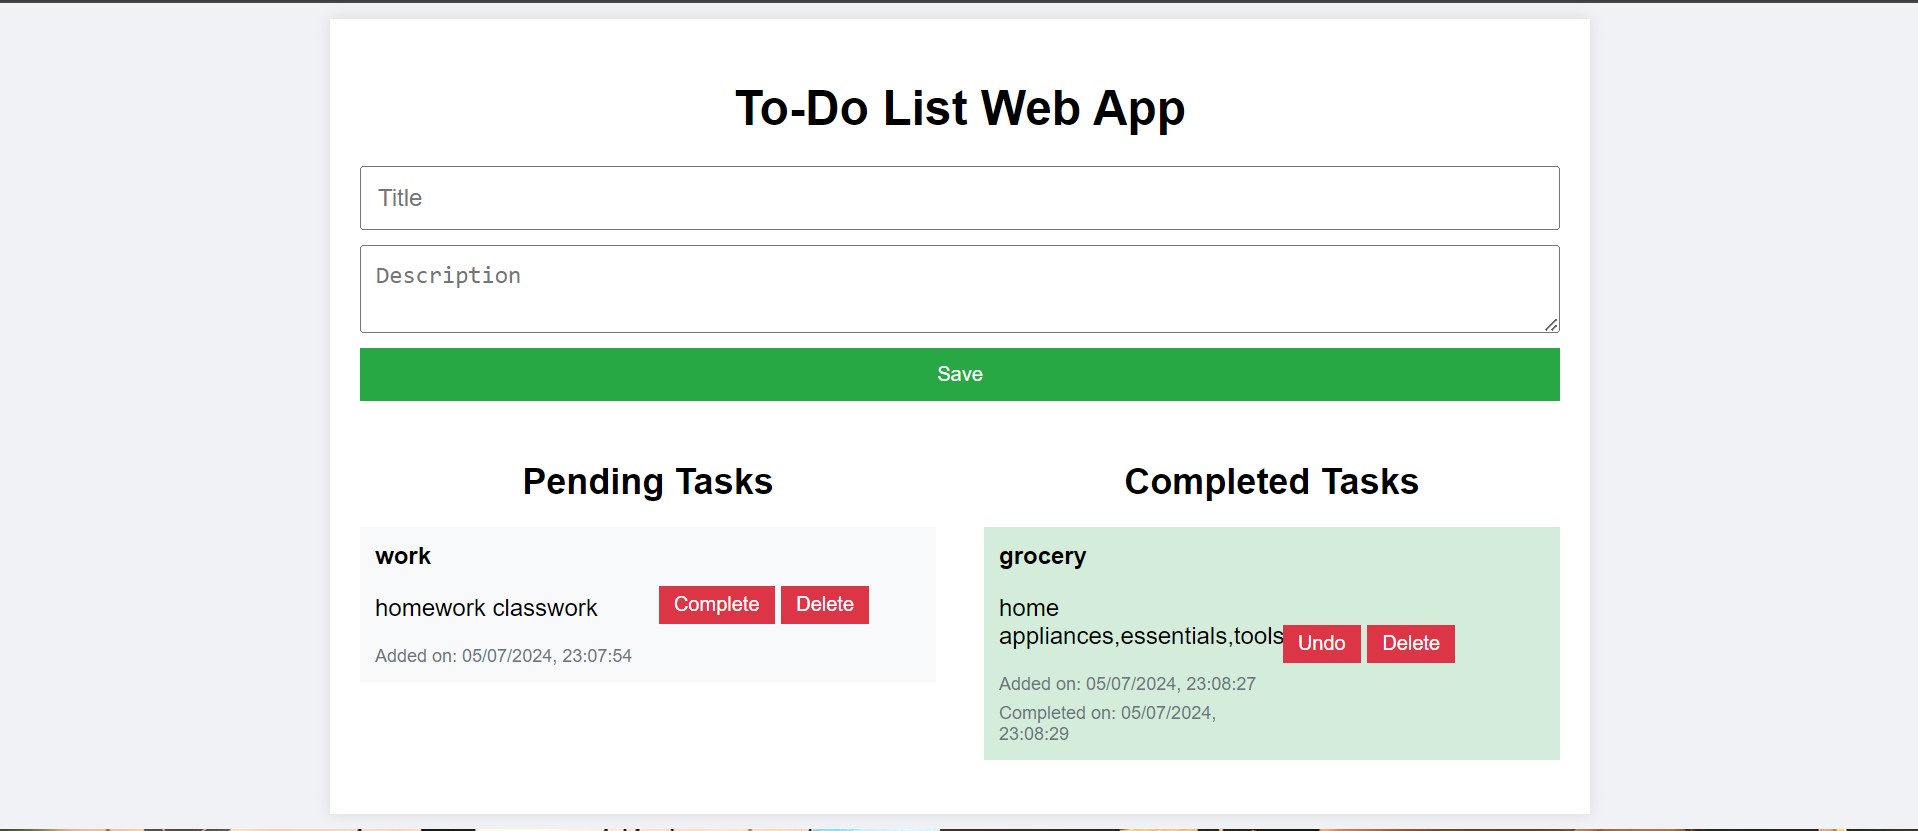 To-Do List Web App
Title
Description
Save
Pending Tasks
work
homework classwork
Complete
Delete
Added on: 05/07/2024, 23:07:54
Completed Tasks
grocery
home
appliances,essentials,tools
Undo
Delete
Added on: 05/07/2024, 23:08:27
Completed on: 05/07/2024,
23:08:29